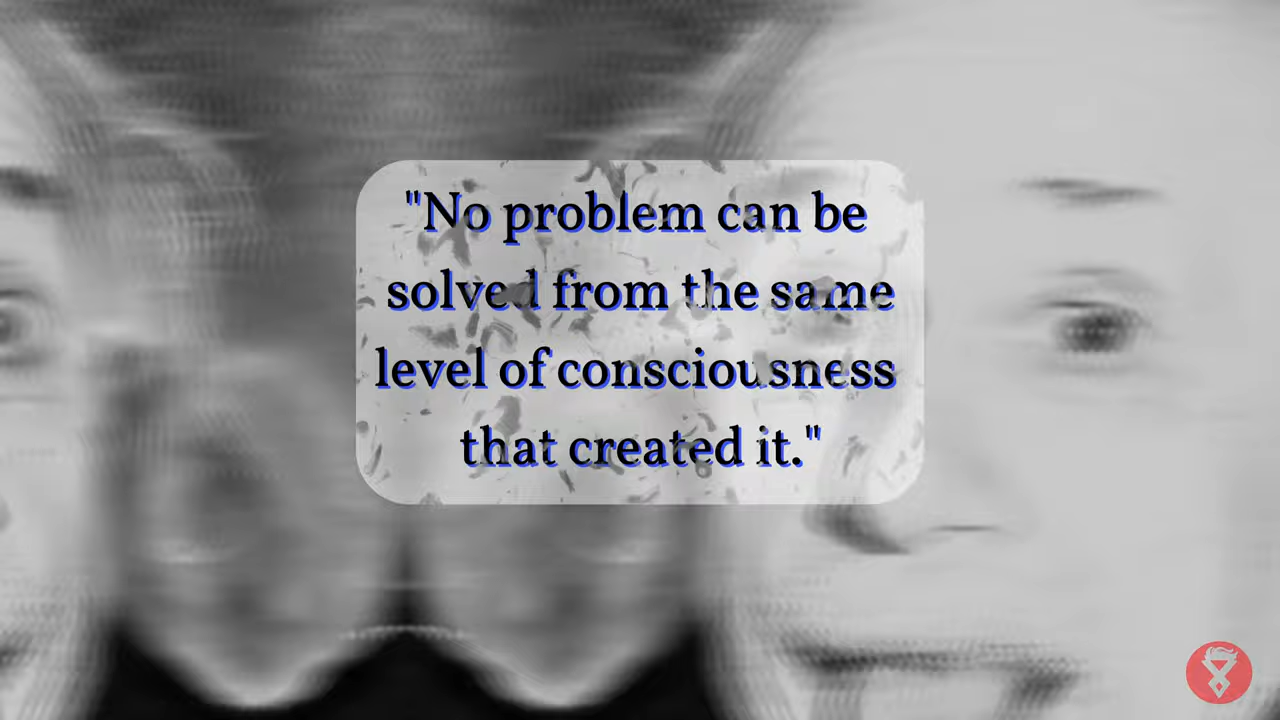 "No problem can be
solved from the same
level of consciousness
that created it."